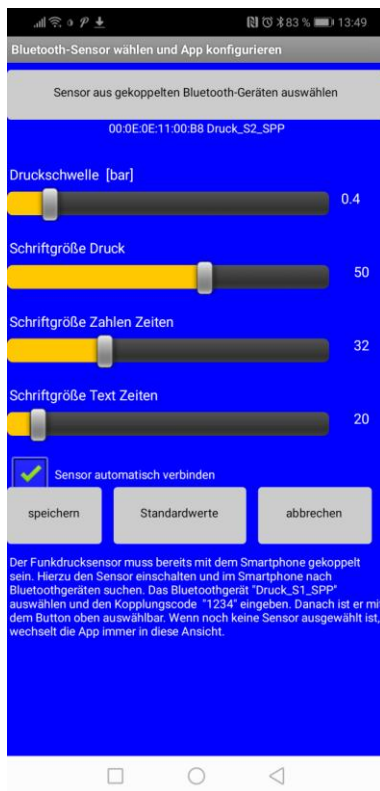 83 % 13:49
Bluetooth-Sensor wählen und App konfigurieren
Sensor aus gekoppelten Bluetooth-Geräten auswählen
00:0E:0E:11:00:B8 Druck_S2_SPP
Druckschwelle [bar]
0.4
Schriftgröße Druck
50
Schriftgröße Zahlen Zeiten
32
Schriftgröße Text Zeiten
20
Sensor automatisch verbinden
speichern Standardwerte abbrechen
Der Funkdrucksensor muss bereits mit dem Smartphone gekoppelt
sein. Hierzu den Sensor einschalten und im Smartphone nach
Bluetoothgeräten suchen. Das Bluetoothgerät "Druck_S1_SPP"
auswählen und den Kopplungscode "1234" eingeben. Danach ist er mit
dem Button oben auswählbar. Wenn noch keine Sensor ausgewählt ist,
wechselt die App immer in diese Ansicht.